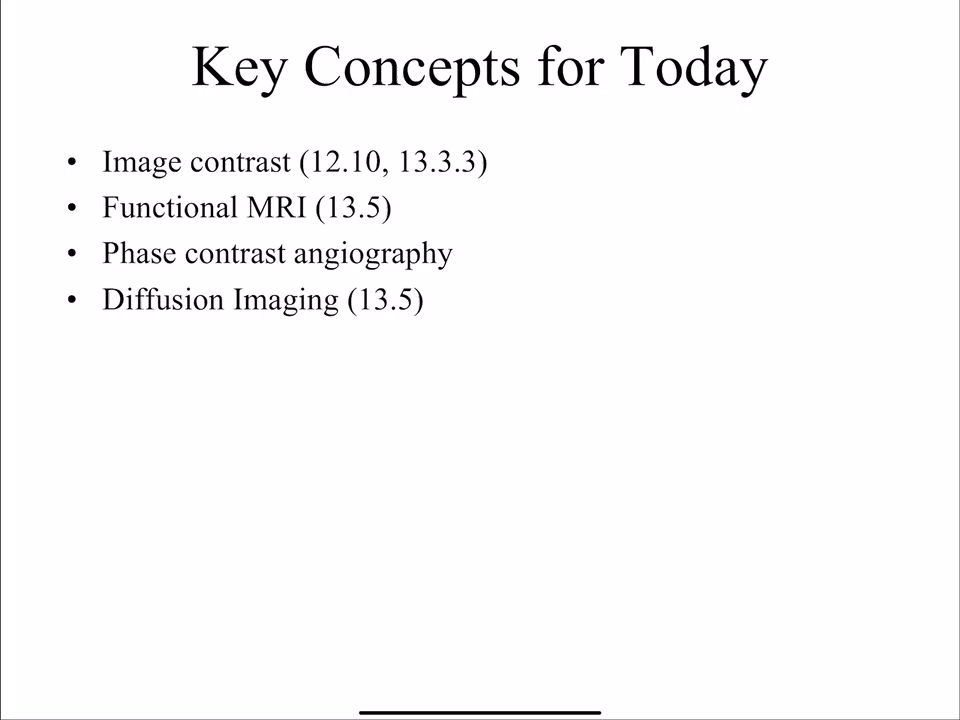 Key Concepts for Today
• Image contrast (12.10, 13.3.3)
• Functional MRI (13.5)
• Phase contrast angiography
• Diffusion Imaging (13.5)